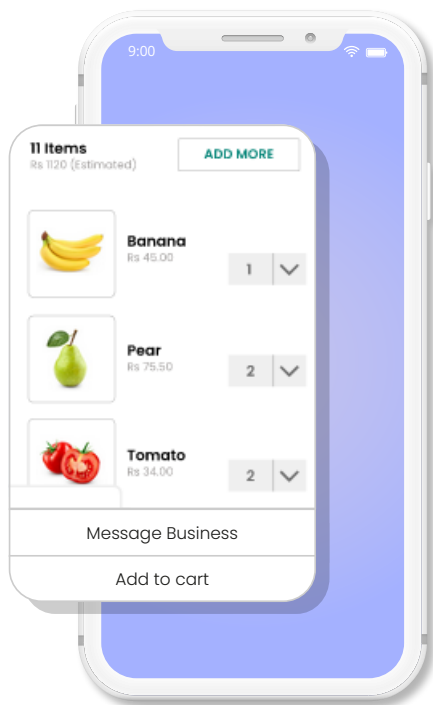 9:00
11 Items
Rs 1120 (Estimated)
ADD MORE
Banana
Rs 45.00
1
Pear
Rs 75.50
2
Tomato
Rs 34.00
2
Message Business
Add to cart